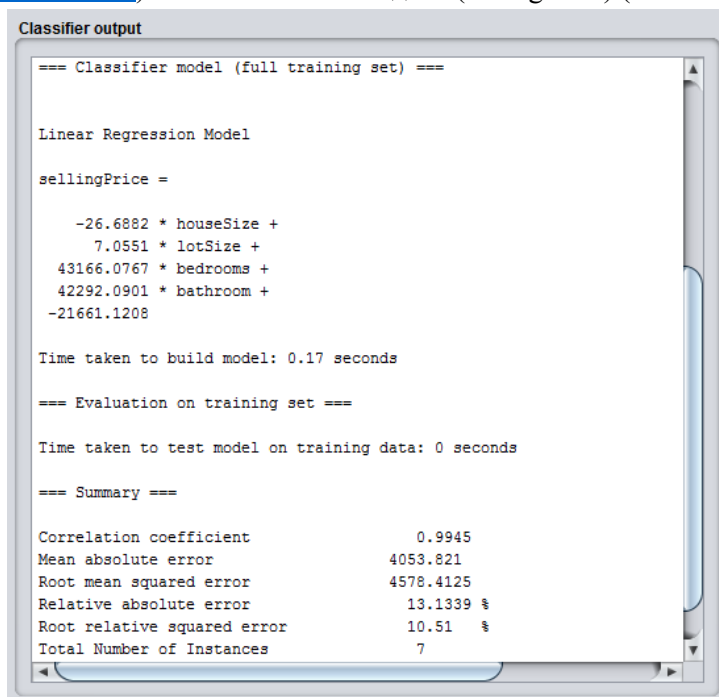 Classifier output
=== Classifier model (full training set) ===
Linear Regression Model
sellingPrice =
-26.6882 * houseSize +
7.0551 * lotSize +
43166.0767 * bedrooms +
42292.0901 * bathroom +
-21661.1208
Time taken to build model: 0.17 seconds
=== Evaluation on training set ===
Time taken to test model on training data: 0 seconds
=== Summary ===
Correlation coefficient 0.9945
Mean absolute error 4053.821
Root mean squared error 4578.4125
Relative absolute error 13.1339 %
Root relative squared error 10.51 %
Total Number of Instances 7